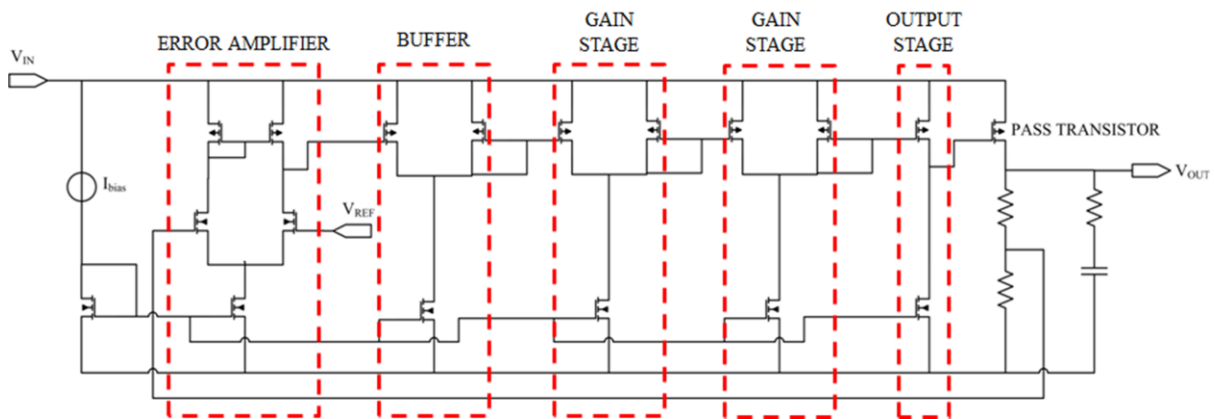 ERROR AMPLIFIER
BUFFER
GAIN
STAGE
GAIN
STAGE
OUTPUT
STAGE
VIN
PASS TRANSISTOR
Ibias
VREF
VOUT